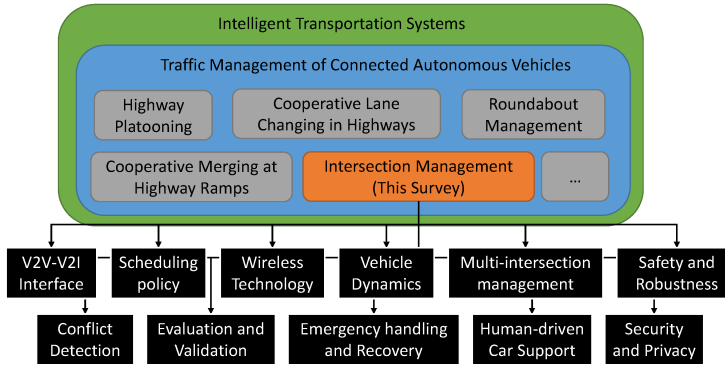 Intelligent Transportation Systems
Traffic Management of Connected Autonomous Vehicles
Highway
Platooning
Cooperative Lane
Changing in Highways
Roundabout
Management
Cooperative Merging at
Highway Ramps
Intersection Management
(This Survey)
...
V2V-V2I
Interface
Scheduling
policy
Wireless
Technology
Vehicle
Dynamics
Multi-intersection
management
Safety and
Robustness
Conflict
Detection
Evaluation and
Validation
Emergency handling
and Recovery
Human-driven
Car Support
Security
and Privacy